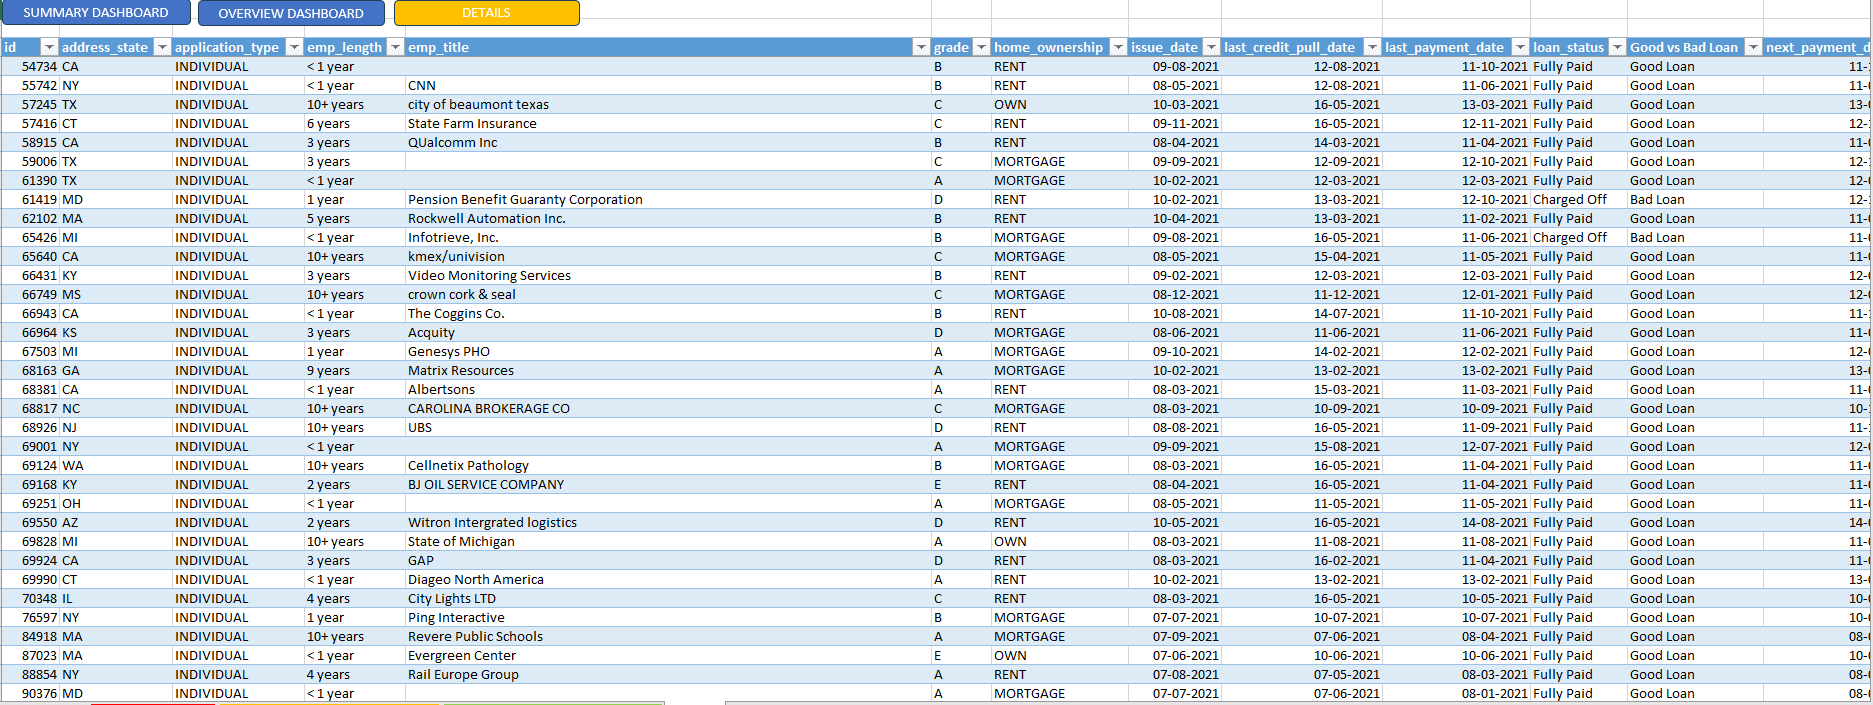 SUMMARY DASHBOARD OVERVIEW DASHBOARD DETAILS
id address_state application_type emp_length emp_title grade home_ownership issue_date last_credit_pull_date last_payment_date loan_status Good vs Bad Loan next_payment_d
54734 CA INDIVIDUAL < 1 year B RENT 09-08-2021 12-08-2021 11-10-2021 Fully Paid Good Loan 11-
55742 NY INDIVIDUAL < 1 year CNN B RENT 08-05-2021 12-08-2021 11-06-2021 Fully Paid Good Loan 11-
57245 TX INDIVIDUAL 10+ years city of beaumont texas C OWN 10-03-2021 16-05-2021 13-03-2021 Fully Paid Good Loan 13-
57416 CT INDIVIDUAL 6 years State Farm Insurance C RENT 09-11-2021 16-05-2021 12-11-2021 Fully Paid Good Loan 12-
58915 CA INDIVIDUAL 3 years QUalcomm Inc B RENT 08-04-2021 14-03-2021 11-04-2021 Fully Paid Good Loan 11-
59006 TX INDIVIDUAL 3 years C MORTGAGE 09-09-2021 12-09-2021 12-10-2021 Fully Paid Good Loan 12-
61390 TX INDIVIDUAL < 1 year A MORTGAGE 10-02-2021 12-03-2021 12-03-2021 Fully Paid Good Loan 12-
61419 MD INDIVIDUAL 1 year Pension Benefit Guaranty Corporation D RENT 10-02-2021 13-03-2021 12-10-2021 Charged Off Bad Loan 12-
62102 MA INDIVIDUAL 5 years Rockwell Automation Inc. B RENT 10-04-2021 13-03-2021 11-02-2021 Fully Paid Good Loan 11-
65426 MI INDIVIDUAL < 1 year Infotrieve, Inc. B MORTGAGE 09-08-2021 16-05-2021 11-06-2021 Charged Off Bad Loan 11-
65640 CA INDIVIDUAL 10+ years kmex/univision C MORTGAGE 08-05-2021 15-04-2021 11-05-2021 Fully Paid Good Loan 11-
66431 KY INDIVIDUAL 3 years Video Monitoring Services B RENT 09-02-2021 12-03-2021 12-03-2021 Fully Paid Good Loan 12-
66749 MS INDIVIDUAL 10+ years crown cork & seal C MORTGAGE 08-12-2021 11-12-2021 12-01-2021 Fully Paid Good Loan 12-
66943 CA INDIVIDUAL < 1 year The Coggins Co. B RENT 10-08-2021 14-07-2021 11-10-2021 Fully Paid Good Loan 11-
66964 KS INDIVIDUAL 3 years Acquity D MORTGAGE 08-06-2021 11-06-2021 11-06-2021 Fully Paid Good Loan 11-
67503 MI INDIVIDUAL 1 year Genesys PHO A MORTGAGE 09-10-2021 14-02-2021 12-02-2021 Fully Paid Good Loan 12-
68163 GA INDIVIDUAL 9 years Matrix Resources A MORTGAGE 10-02-2021 13-02-2021 13-02-2021 Fully Paid Good Loan 13-
68381 CA INDIVIDUAL < 1 year Albertsons A RENT 08-03-2021 15-03-2021 11-03-2021 Fully Paid Good Loan 11-
68817 NC INDIVIDUAL 10+ years CAROLINA BROKERAGE CO C MORTGAGE 08-03-2021 10-09-2021 10-09-2021 Fully Paid Good Loan 10-
68926 NJ INDIVIDUAL 10+ years UBS D RENT 08-08-2021 16-05-2021 11-09-2021 Fully Paid Good Loan 11-
69001 NY INDIVIDUAL < 1 year A MORTGAGE 09-09-2021 15-08-2021 12-07-2021 Fully Paid Good Loan 12-
69124 WA INDIVIDUAL 10+ years Cellnetix Pathology B MORTGAGE 08-03-2021 16-05-2021 11-04-2021 Fully Paid Good Loan 11-
69168 KY INDIVIDUAL 2 years BJ OIL SERVICE COMPANY E RENT 08-04-2021 16-05-2021 11-04-2021 Fully Paid Good Loan 11-
69251 OH INDIVIDUAL < 1 year A MORTGAGE 08-05-2021 11-05-2021 11-05-2021 Fully Paid Good Loan 11-
69550 AZ INDIVIDUAL 2 years Witron Intergrated logistics D RENT 10-05-2021 16-05-2021 14-08-2021 Fully Paid Good Loan 14-
69828 MI INDIVIDUAL 10+ years State of Michigan A OWN 08-03-2021 11-08-2021 11-08-2021 Fully Paid Good Loan 11-
69924 CA INDIVIDUAL 3 years GAP D RENT 08-03-2021 16-02-2021 11-04-2021 Fully Paid Good Loan 11-
69990 CT INDIVIDUAL < 1 year Diageo North America A RENT 10-02-2021 13-02-2021 13-02-2021 Fully Paid Good Loan 13-
70348 IL INDIVIDUAL 4 years City Lights LTD C RENT 08-03-2021 16-05-2021 10-05-2021 Fully Paid Good Loan 10-
76597 NY INDIVIDUAL 1 year Ping Interactive B MORTGAGE 07-07-2021 10-07-2021 10-07-2021 Fully Paid Good Loan 10-
84918 MA INDIVIDUAL 10+ years Revere Public Schools A MORTGAGE 07-09-2021 07-06-2021 08-04-2021 Fully Paid Good Loan 08-
87023 MA INDIVIDUAL < 1 year Evergreen Center E OWN 07-06-2021 10-06-2021 10-06-2021 Fully Paid Good Loan 10-
88854 NY INDIVIDUAL 4 years Rail Europe Group A RENT 07-08-2021 07-05-2021 08-03-2021 Fully Paid Good Loan 08-
90376 MD INDIVIDUAL < 1 year A MORTGAGE 07-07-2021 07-06-2021 08-01-2021 Fully Paid Good Loan 08-